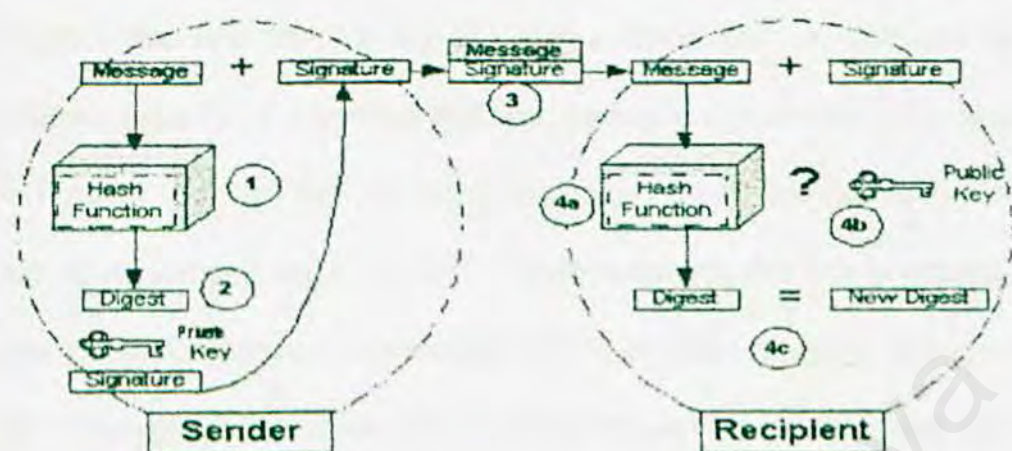 Message + Signature
Message
Signature
3
Message + Signature
Hash
Function
1
Digest
2
Private
Key
Signature
Sender
4a
Hash
Function
?
Public
Key
4b
Digest = New Digest
4c
Recipient